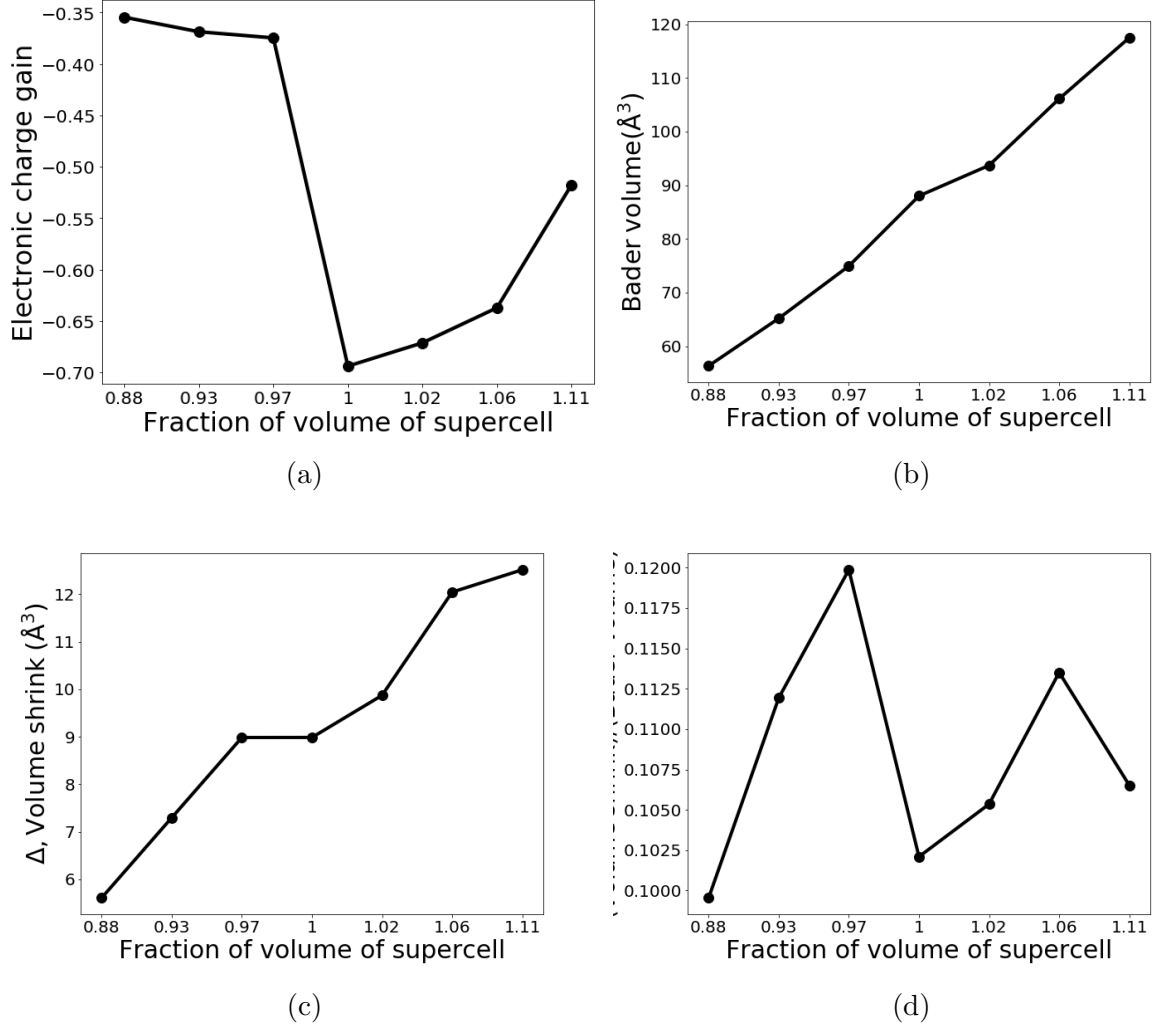 Electronic charge gain
−0.35
−0.40
−0.45
−0.50
−0.55
−0.60
−0.65
−0.70
0.88 0.93 0.97 1 1.02 1.06 1.11
Fraction of volume of supercell
(a)
Bader volume(Å³)
120
110
100
90
80
70
60
0.88 0.93 0.97 1 1.02 1.06 1.11
Fraction of volume of supercell
(b)
Δ, Volume shrink (Å³)
12
11
10
9
8
7
6
0.88 0.93 0.97 1 1.02 1.06 1.11
Fraction of volume of supercell
(c)
0.1200
0.1175
0.1150
0.1125
0.1100
0.1075
0.1050
0.1025
0.1000
0.88 0.93 0.97 1 1.02 1.06 1.11
Fraction of volume of supercell
(d)